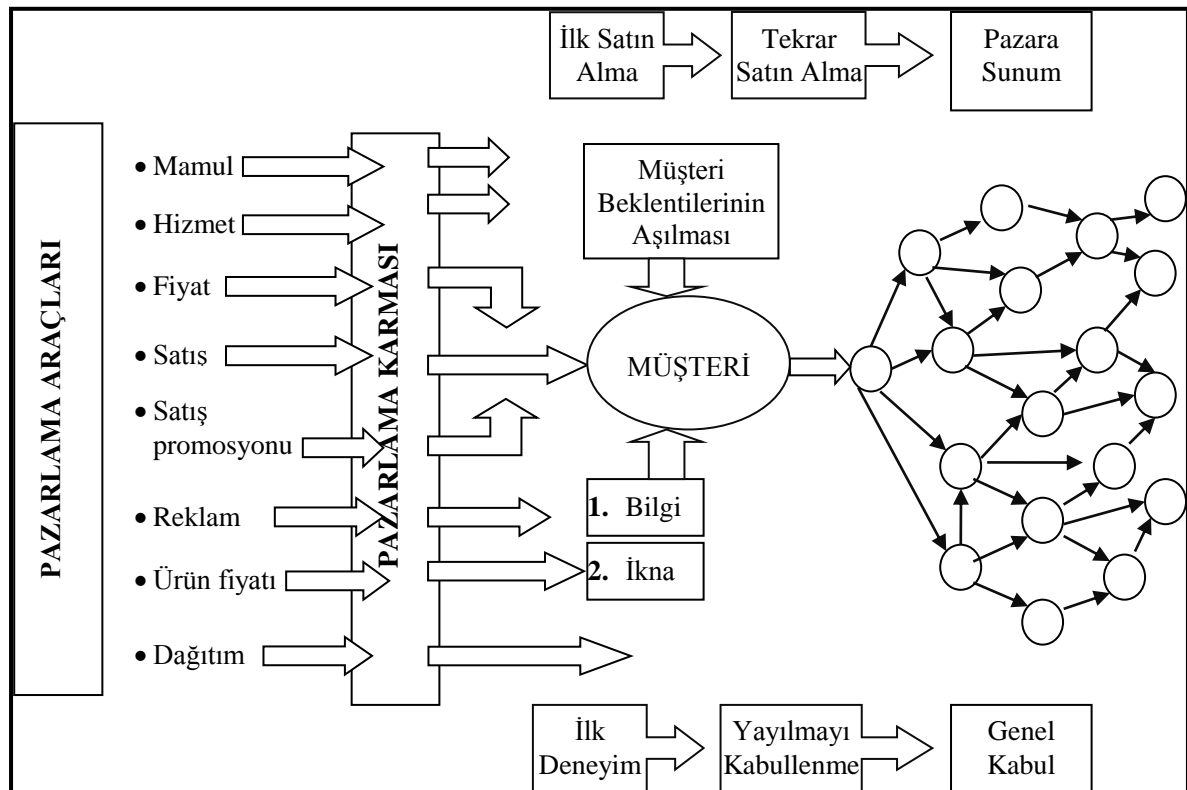 İlk Satın
Alma
Tekrar
Satın Alma
Pazara
Sunum
PAZARLAMA ARAÇLARI
• Mamul
• Hizmet
• Fiyat
• Satış
• Satış
promosyonu
• Reklam
• Ürün fiyatı
• Dağıtım
PAZARLAMA KARMASI
Müşteri
Beklentilerinin
Aşılması
MÜŞTERİ
1. Bilgi
2. İkna
İlk
Deneyim
Yayılmayı
Kabullenme
Genel
Kabul